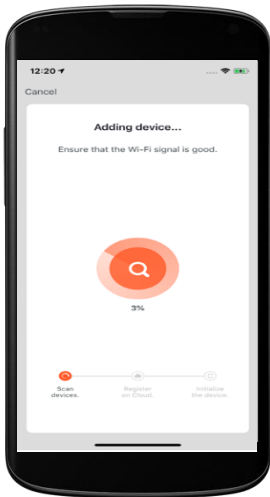 12:20
Cancel
Adding device...
Ensure that the Wi-Fi signal is good.
3%
Scan
devices.
Register
on Cloud.
Initialize
the device.